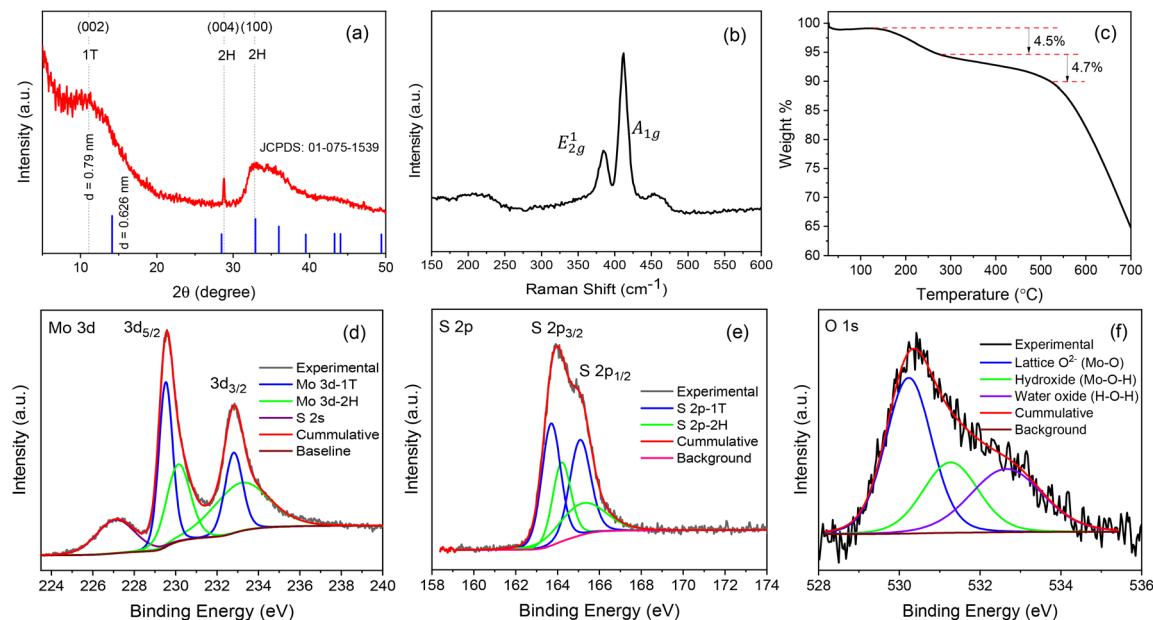 (002)
(004)
(100)
(a)
1T
2H
2H
JCPDS: 01-075-1539
d = 0.79 nm
d = 0.626 nm
Intensity (a.u.)
10
20
30
40
50
2θ (degree)
(b)
E¹₂g
A₁g
Intensity (a.u.)
150 200 250 300 350 400 450 500 550 600
Raman Shift (cm⁻¹)
(c)
4.5%
4.7%
Weight %
100
95
90
85
80
75
70
65
60
100 200 300 400 500 600 700
Temperature (°C)
Mo 3d
3d₅/₂
(d)
3d₃/₂
Experimental
Mo 3d-1T
Mo 3d-2H
S 2s
Cummulative
Baseline
Intensity (a.u.)
224 226 228 230 232 234 236 238 240
Binding Energy (eV)
S 2p
S 2p₃/₂
(e)
S 2p₁/₂
Experimental
S 2p-1T
S 2p-2H
Cummulative
Background
Intensity (a.u.)
158 160 162 164 166 168 170 172 174
Binding Energy (eV)
O 1s
(f)
Experimental
Lattice O²⁻ (Mo-O)
Hydroxide (Mo-O-H)
Water oxide (H-O-H)
Cummulative
Background
Intensity (a.u.)
528 530 532 534 536
Binding Energy (eV)